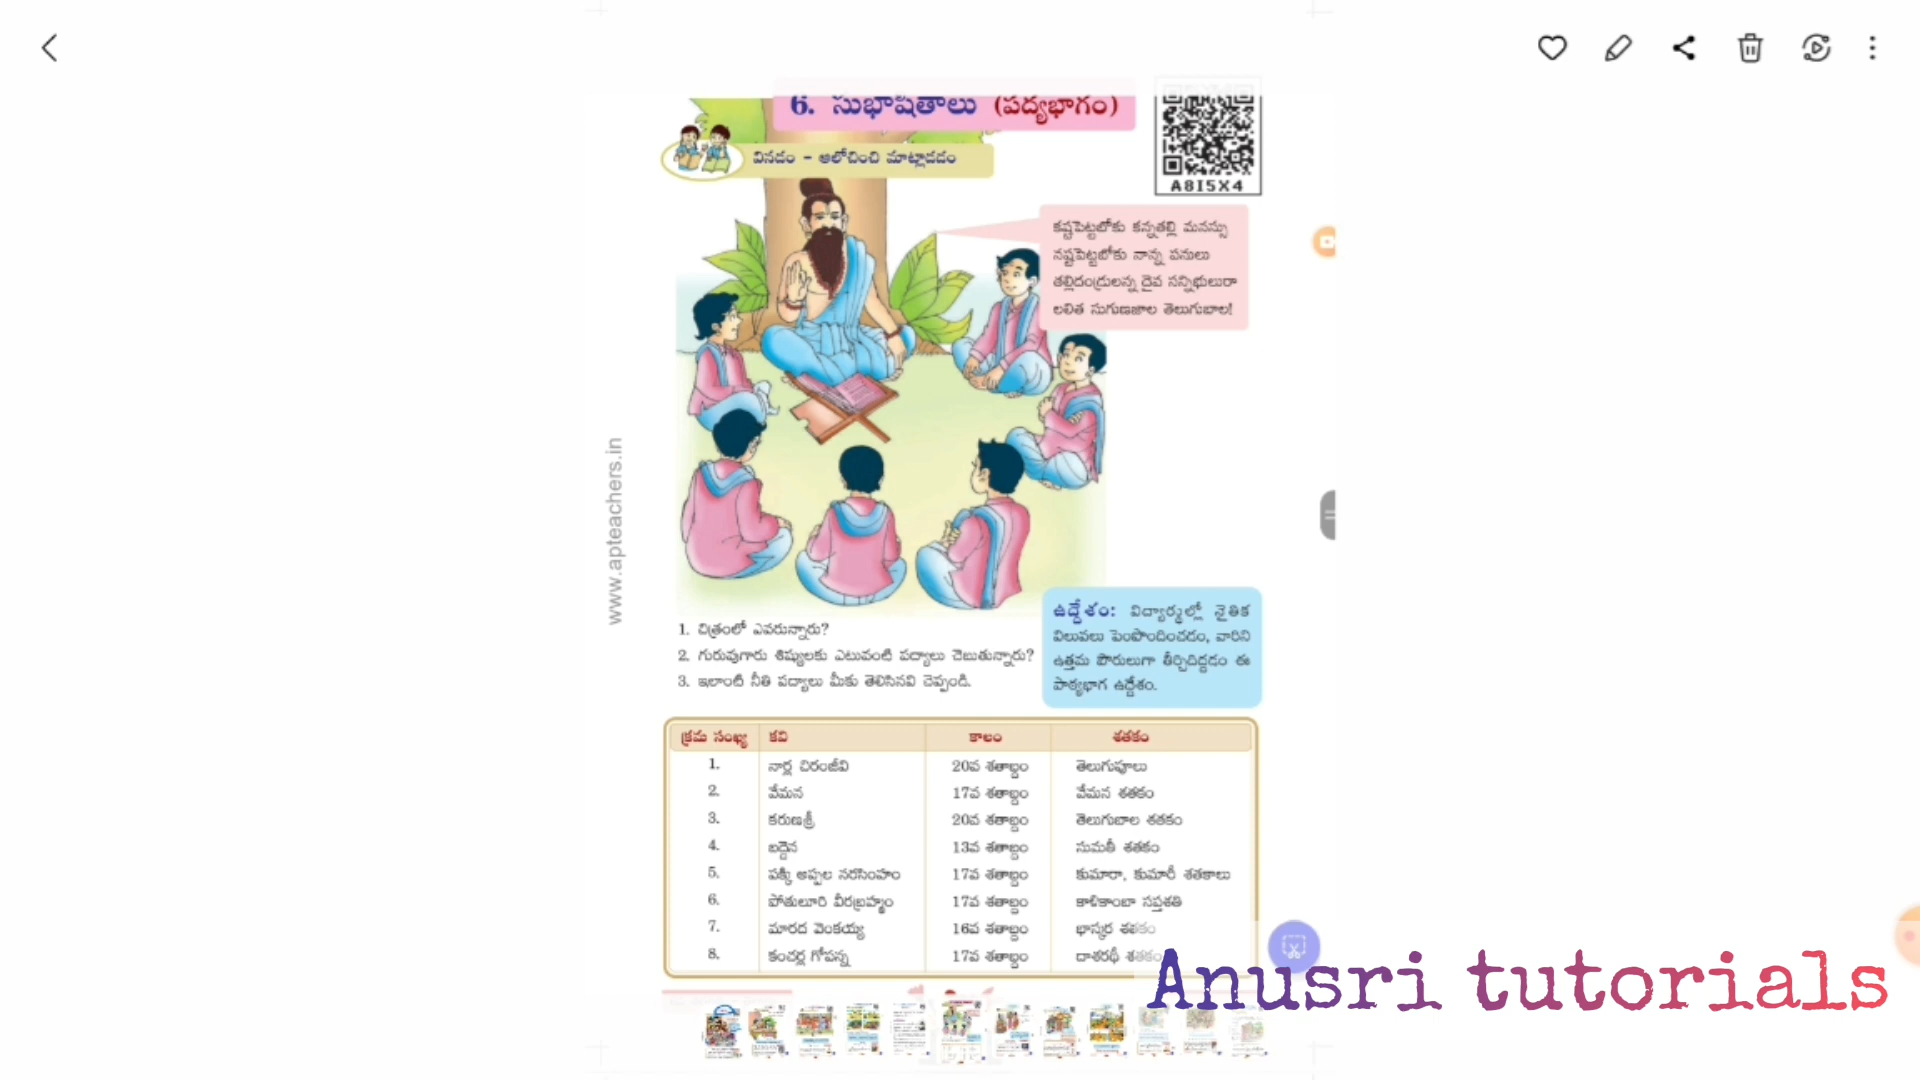 6. సుభాషితాలు (పద్యభాగం)
వినడం - ఆలోచించి మాట్లాడడం
A8I5X4
కష్టపెట్టబోకు కన్నతల్లి మనస్సు
నష్టపెట్టబోకు నాన్న పనులు
తల్లిదండ్రులన్న దైవ సన్నిభులురా
లలిత సుగుణజాల తెలుగుబాల!
www.apteachers.in
1. చిత్రంలో ఎవరున్నారు?
2. గురువుగారు శిష్యులకు ఎటువంటి పద్యాలు చెబుతున్నారు?
3. ఇలాంటి నీతి పద్యాలు మీకు తెలిసినవి చెప్పండి.
ఉద్దేశం: విద్యార్థుల్లో నైతిక
విలువలు పెంపొందించడం, వారిని
ఉత్తమ పౌరులుగా తీర్చిదిద్దడం ఈ
పాఠ్యభాగ ఉద్దేశం.
క్రమ సంఖ్య కవి కాలం శతకం
1. నార్ల చిరంజీవి 20వ శతాబ్దం తెలుగుపూలు
2. వేమన 17వ శతాబ్దం వేమన శతకం
3. కరుణశ్రీ 20వ శతాబ్దం తెలుగుబాల శతకం
4. బద్దెన 13వ శతాబ్దం సుమతీ శతకం
5. పక్కి అప్పల నరసింహం 17వ శతాబ్దం కుమారా, కుమారీ శతకాలు
6. పోతులూరి వీరబ్రహ్మం 17వ శతాబ్దం కాళికాంబా సప్తశతి
7. మారద వెంకయ్య 16వ శతాబ్దం భాస్కర శతకం
8. కంచర్ల గోపన్న 17వ శతాబ్దం దాశరథీ శతకం
Anusri tutorials